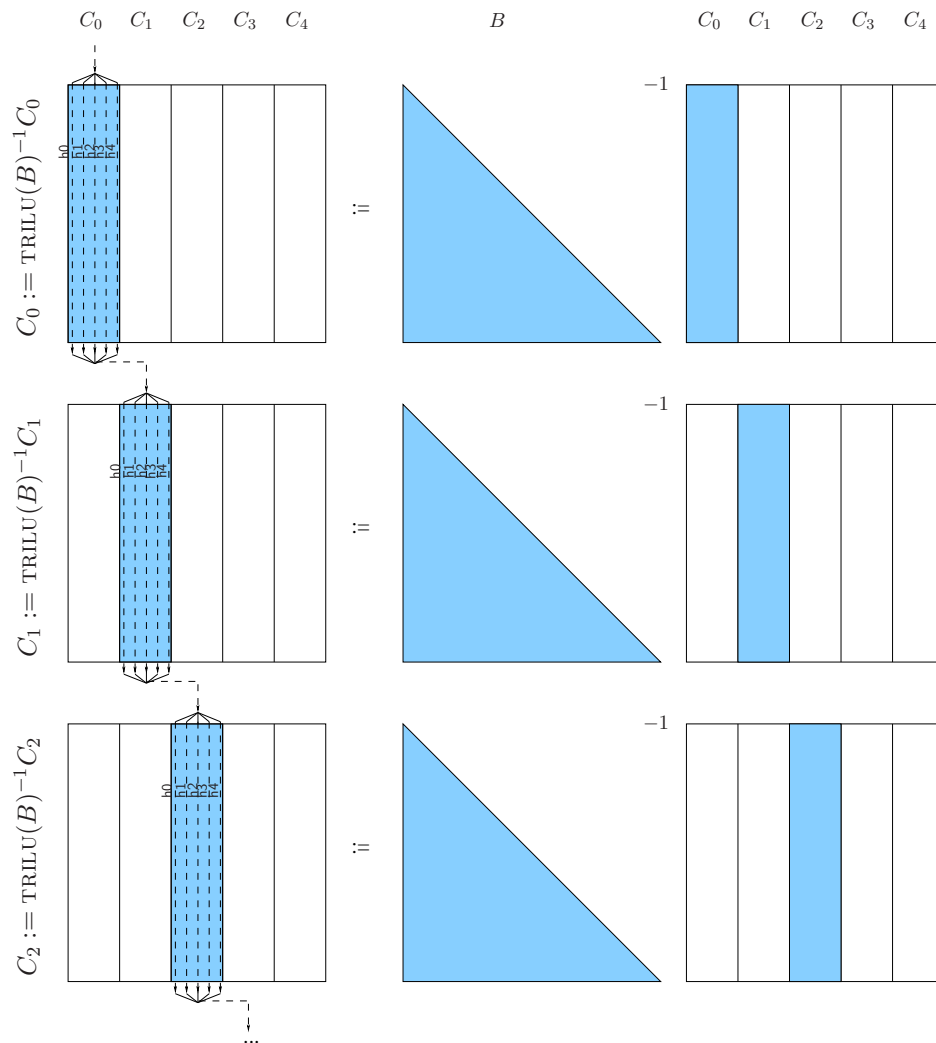 C₀ C₁ C₂ C₃ C₄ B C₀ C₁ C₂ C₃ C₄
C₀ := TRILU(B)⁻¹C₀
h0 h1 h2 h3 h4
:=
−1
C₁ := TRILU(B)⁻¹C₁
h0 h1 h2 h3 h4
:=
−1
C₂ := TRILU(B)⁻¹C₂
h0 h1 h2 h3 h4
:=
−1
...